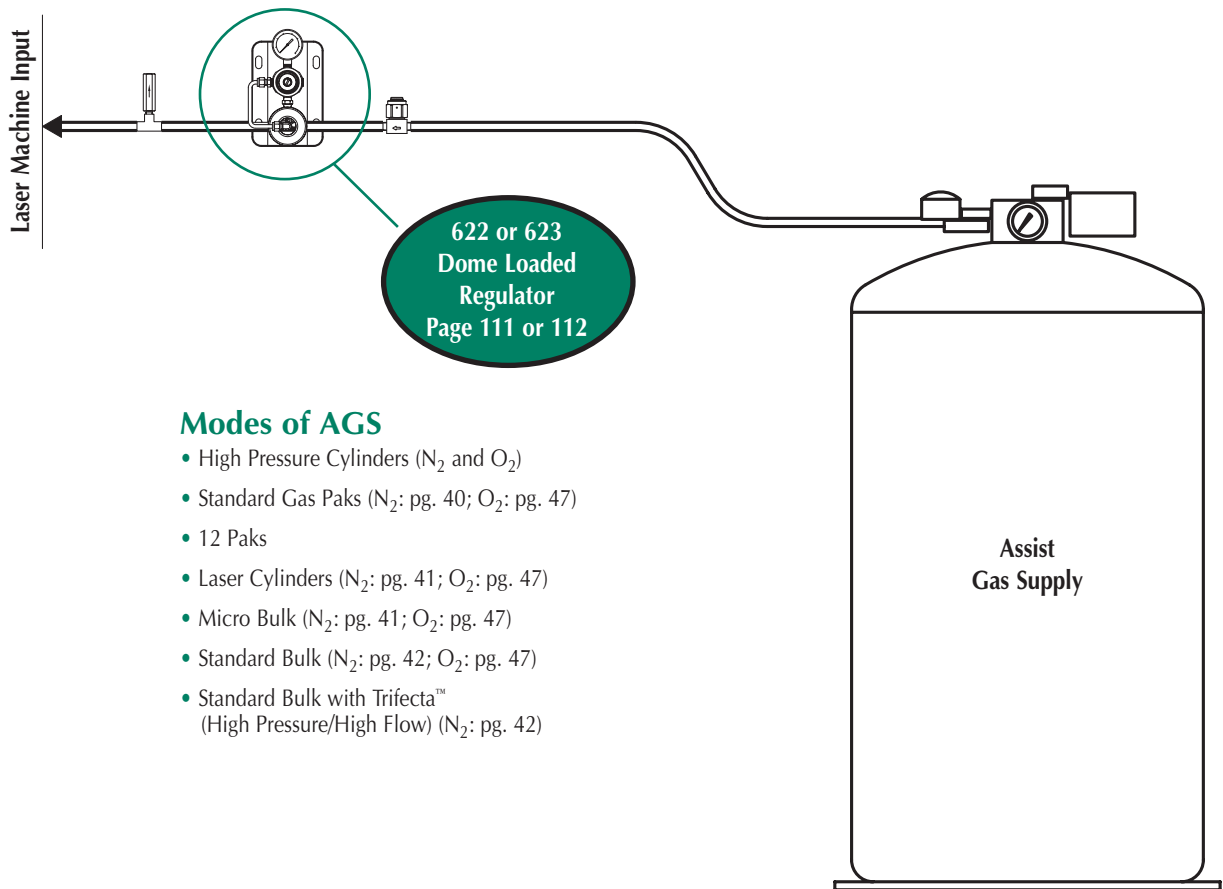 Laser Machine Input
622 or 623
Dome Loaded
Regulator
Page 111 or 112
Modes of AGS
• High Pressure Cylinders (N₂ and O₂)
• Standard Gas Paks (N₂: pg. 40; O₂: pg. 47)
• 12 Paks
• Laser Cylinders (N₂: pg. 41; O₂: pg. 47)
• Micro Bulk (N₂: pg. 41; O₂: pg. 47)
• Standard Bulk (N₂: pg. 42; O₂: pg. 47)
• Standard Bulk with Trifecta™
(High Pressure/High Flow) (N₂: pg. 42)
Assist
Gas Supply